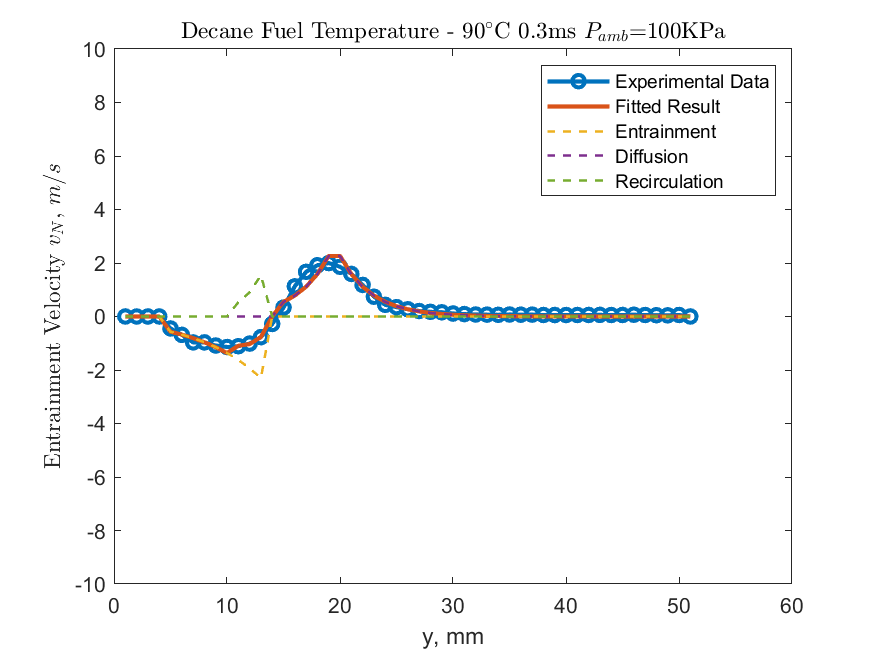 Decane Fuel Temperature - 90°C 0.3ms P_amb=100KPa
10
8
6
4
2
0
-2
-4
-6
-8
-10
Entrainment Velocity v_N, m/s
Experimental Data
Fitted Result
Entrainment
Diffusion
Recirculation
0 10 20 30 40 50 60
y, mm